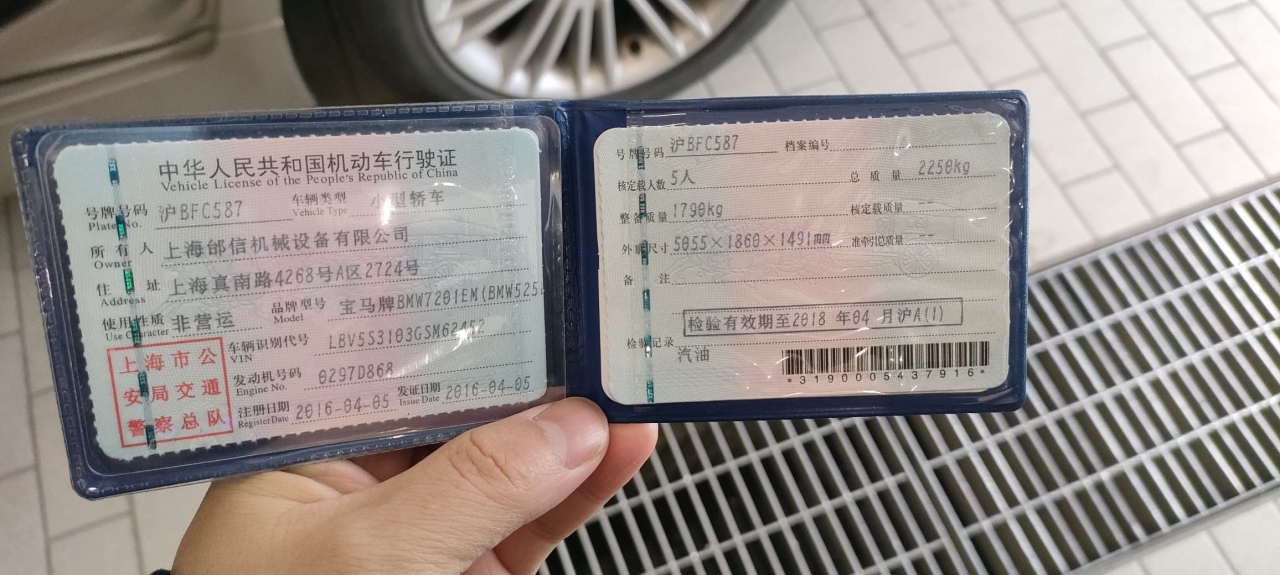 中华人民共和国机动车行驶证
Vehicle License of the People's Republic of China
号牌号码 沪BFC587 车辆类型 小型轿车
Plate No. Vehicle Type
所有人 上海邰信机械设备有限公司
Owner
住址 上海真南路4268号A区2724号
Address
使用性质 非营运 品牌型号 宝马牌BMW7201EM(BMW525
Use Character Model
车辆识别代号 LBV5S3103GSM62452
VIN
发动机号码 0297D868
Engine No.
注册日期 2016-04-05 发证日期 2016-04-05
Register Date Issue Date
上海市公
安局交通
警察总队
号牌号码 沪BFC587 档案编号
核定载人数 5人 总质量 2250kg
整备质量 1790kg 核定载质量 --
外廓尺寸 5055×1860×1491mm 准牵引总质量 --
备注
检验有效期至2018 年04 月沪A(1)
检验记录
汽油
*3190005437916*